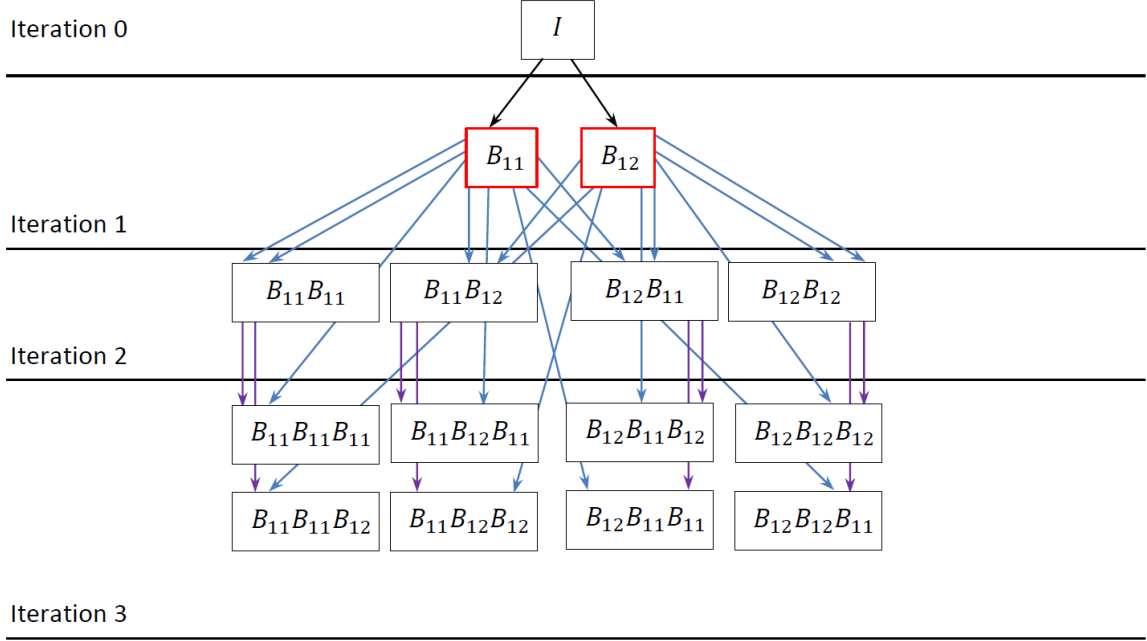 Iteration 0
I
B₁₁ B₁₂
Iteration 1
B₁₁B₁₁ B₁₁B₁₂ B₁₂B₁₁ B₁₂B₁₂
Iteration 2
B₁₁B₁₁B₁₁ B₁₁B₁₂B₁₁ B₁₂B₁₁B₁₂ B₁₂B₁₂B₁₂
B₁₁B₁₁B₁₂ B₁₁B₁₂B₁₂ B₁₂B₁₁B₁₁ B₁₂B₁₂B₁₁
Iteration 3